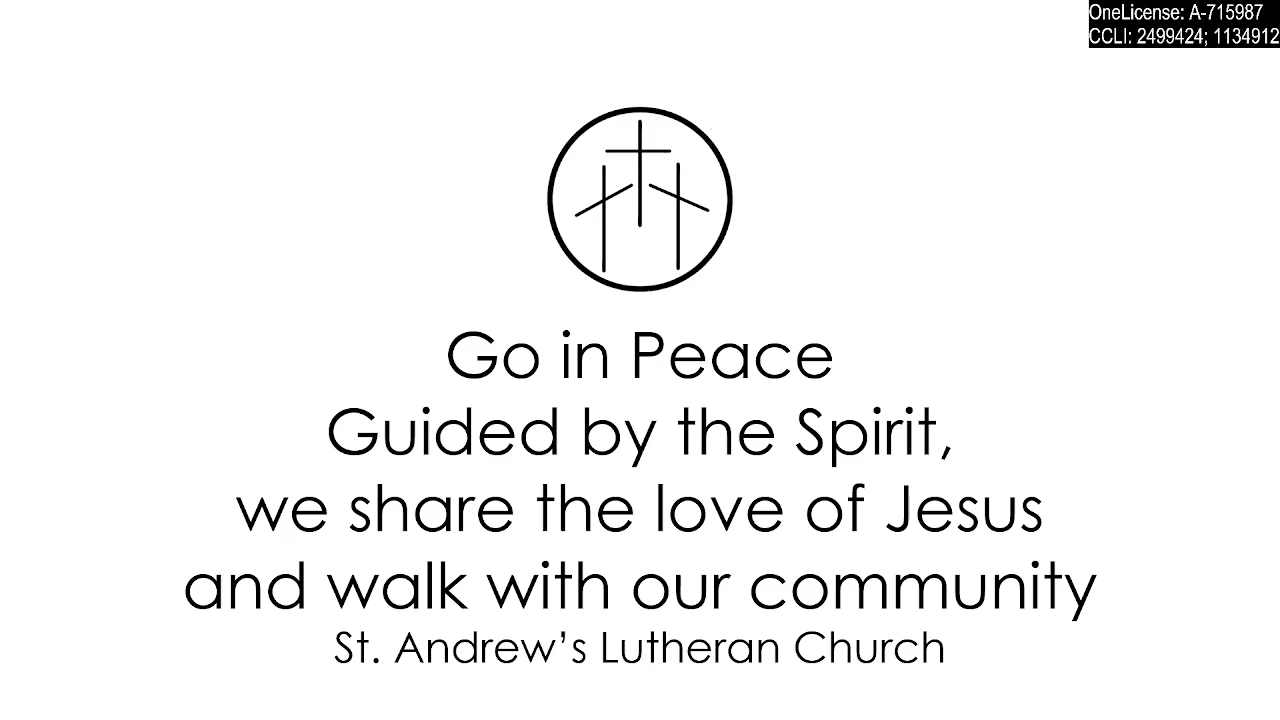 OneLicense: A-715987
CCLI: 2499424; 1134912
Go in Peace
Guided by the Spirit,
we share the love of Jesus
and walk with our community
St. Andrew’s Lutheran Church